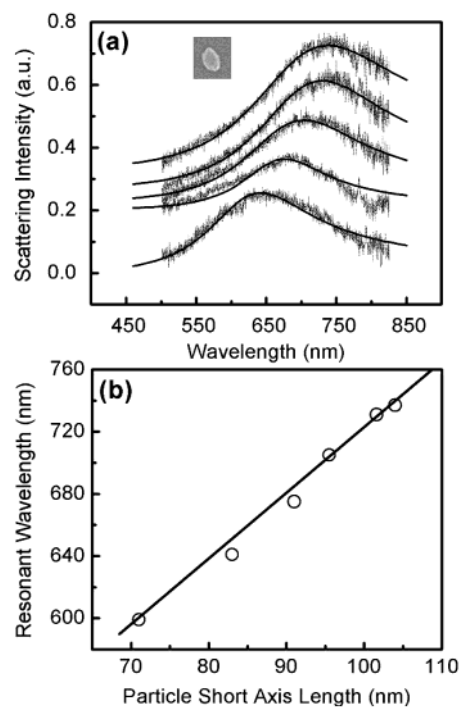 (a)
Scattering Intensity (a.u.)
0.8
0.6
0.4
0.2
0.0
450 550 650 750 850
Wavelength (nm)
(b)
Resonant Wavelength (nm)
760
720
680
640
600
70 80 90 100 110
Particle Short Axis Length (nm)